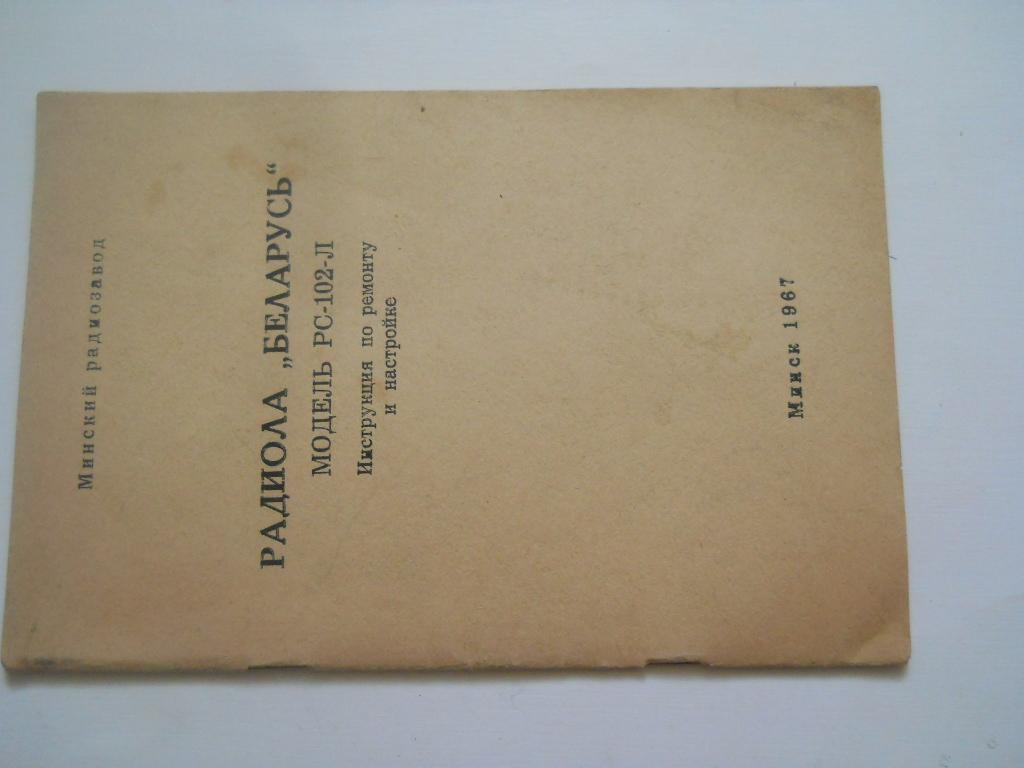 Минский радиозавод
РАДИОЛА „БЕЛАРУСЬ“
МОДЕЛЬ РС-102-Л
Инструкция по ремонту
и настройке
Минск 1967